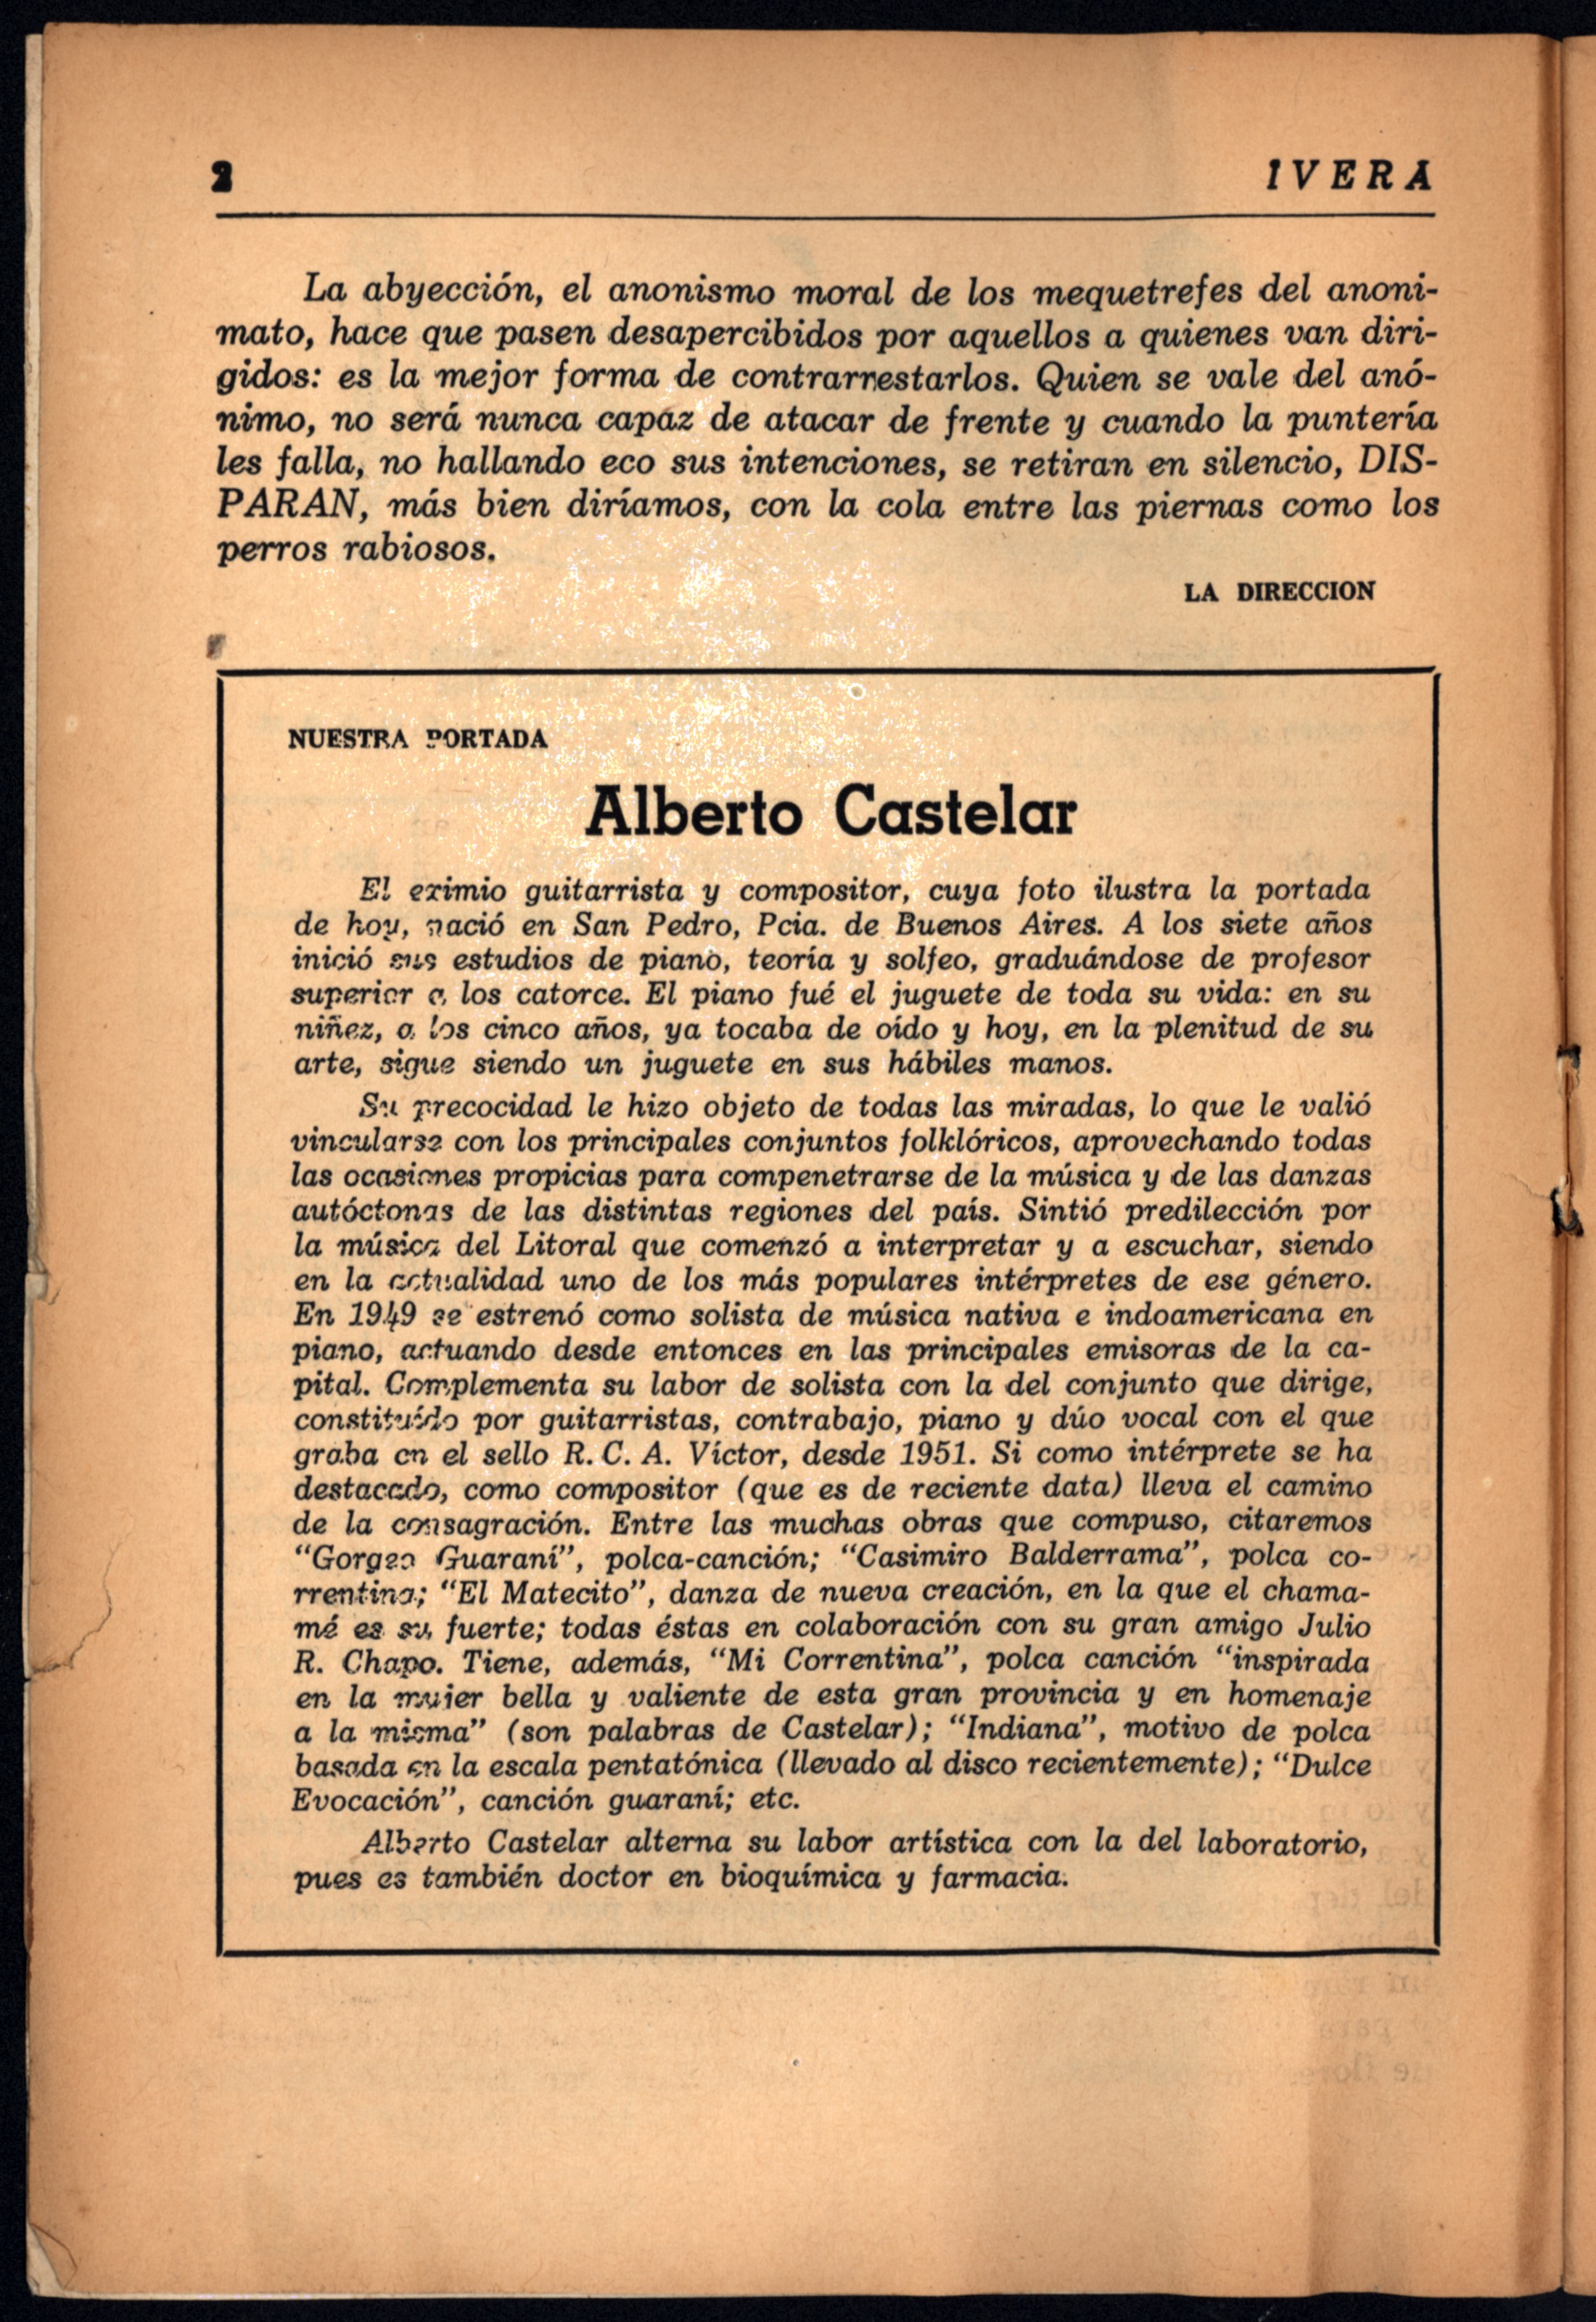 2
IVERA
La abyección, el anonismo moral de los mequetrefes del anoni-
mato, hace que pasen desapercibidos por aquellos a quienes van diri-
gidos: es la mejor forma de contrarrestarlos. Quien se vale del anó-
nimo, no será nunca capaz de atacar de frente y cuando la puntería
les falla, no hallando eco sus intenciones, se retiran en silencio, DIS-
PARAN, más bien diríamos, con la cola entre las piernas como los
perros rabiosos.
LA DIRECCION
NUESTRA PORTADA
Alberto Castelar
El eximio guitarrista y compositor, cuya foto ilustra la portada
de hoy, nació en San Pedro, Pcia. de Buenos Aires. A los siete años
inició sus estudios de piano, teoría y solfeo, graduándose de profesor
superior a los catorce. El piano fué el juguete de toda su vida: en su
niñez, a los cinco años, ya tocaba de oído y hoy, en la plenitud de su
arte, sigue siendo un juguete en sus hábiles manos.
Su precocidad le hizo objeto de todas las miradas, lo que le valió
vincularse con los principales conjuntos folklóricos, aprovechando todas
las ocasiones propicias para compenetrarse de la música y de las danzas
autóctonas de las distintas regiones del país. Sintió predilección por
la música del Litoral que comenzó a interpretar y a escuchar, siendo
en la actualidad uno de los más populares intérpretes de ese género.
En 1949 se estrenó como solista de música nativa e indoamericana en
piano, actuando desde entonces en las principales emisoras de la ca-
pital. Complementa su labor de solista con la del conjunto que dirige,
constituído por guitarristas, contrabajo, piano y dúo vocal con el que
graba en el sello R. C. A. Víctor, desde 1951. Si como intérprete se ha
destacado, como compositor (que es de reciente data) lleva el camino
de la consagración. Entre las muchas obras que compuso, citaremos
"Gorgeo Guaraní", polca-canción; "Casimiro Balderrama", polca co-
rrentina; "El Matecito", danza de nueva creación, en la que el chama-
mé es su fuerte; todas éstas en colaboración con su gran amigo Julio
R. Chapo. Tiene, además, "Mi Correntina", polca canción "inspirada
en la mujer bella y valiente de esta gran provincia y en homenaje
a la misma" (son palabras de Castelar); "Indiana", motivo de polca
basada en la escala pentatónica (llevado al disco recientemente); "Dulce
Evocación", canción guaraní; etc.
Alberto Castelar alterna su labor artística con la del laboratorio,
pues es también doctor en bioquímica y farmacia.